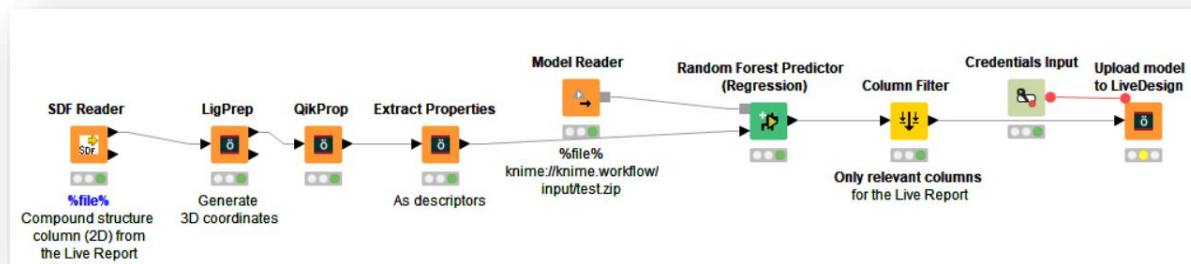 SDF Reader
SDF
%file%
Compound structure
column (2D) from
the Live Report
LigPrep
Generate
3D coordinates
QikProp
Extract Properties
As descriptors
Model Reader
%file%
knime://knime.workflow/
input/test.zip
Random Forest Predictor
(Regression)
Column Filter
Only relevant columns
for the Live Report
Credentials Input
Upload model
to LiveDesign